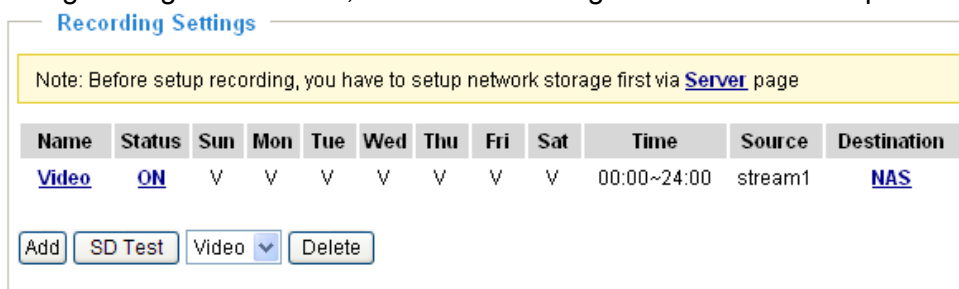 Recording Settings
Note: Before setup recording, you have to setup network storage first via Server page
Name Status Sun Mon Tue Wed Thu Fri Sat Time Source Destination
Video ON V V V V V V V 00:00~24:00 stream1 NAS
Add SD Test Video Delete